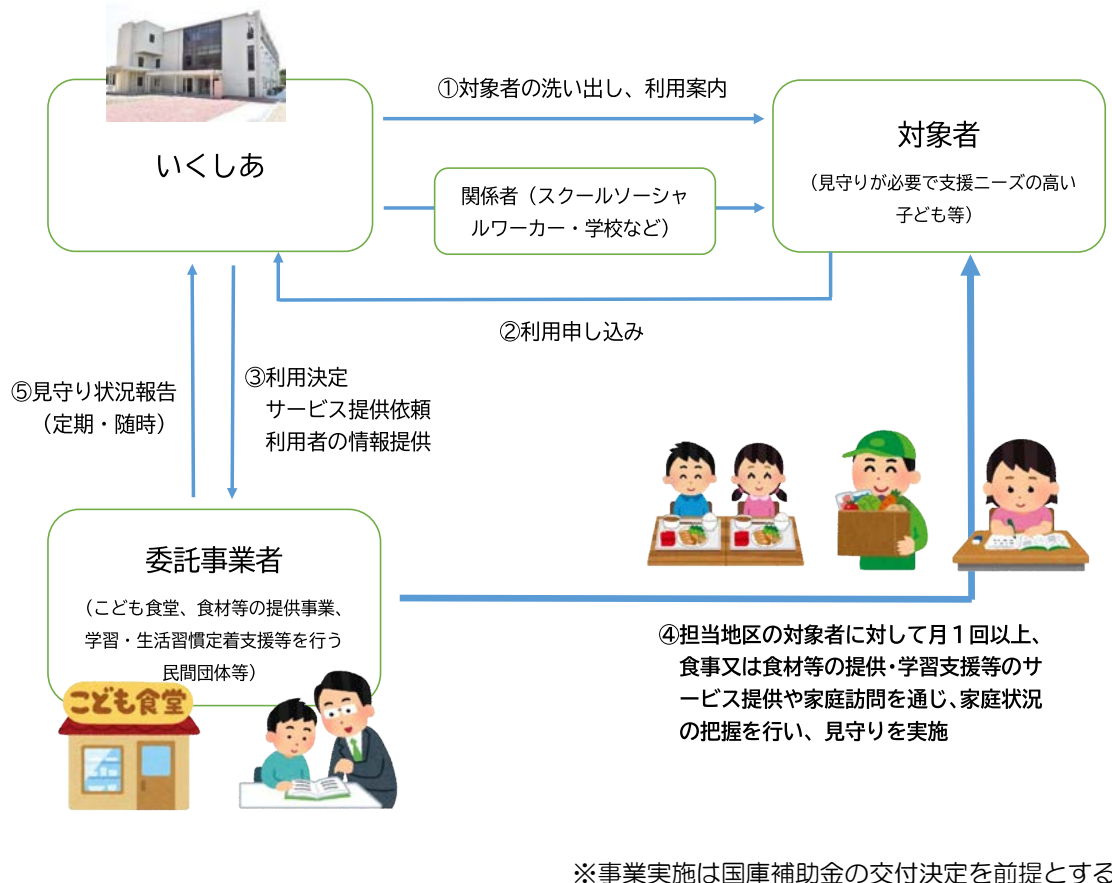 ①対象者の洗い出し、利用案内
いくしあ
対象者
（見守りが必要で支援ニーズの高い
子ども等）
関係者（スクールソーシャ
ルワーカー・学校など）
②利用申し込み
⑤見守り状況報告
（定期・随時）
③利用決定
サービス提供依頼
利用者の情報提供
委託事業者
（こども食堂、食材等の提供事業、
学習・生活習慣定着支援等を行う
民間団体等）
こども食堂
④担当地区の対象者に対して月１回以上、
食事又は食材等の提供・学習支援等のサ
ービス提供や家庭訪問を通じ、家庭状況
の把握を行い、見守りを実施
※事業実施は国庫補助金の交付決定を前提とする